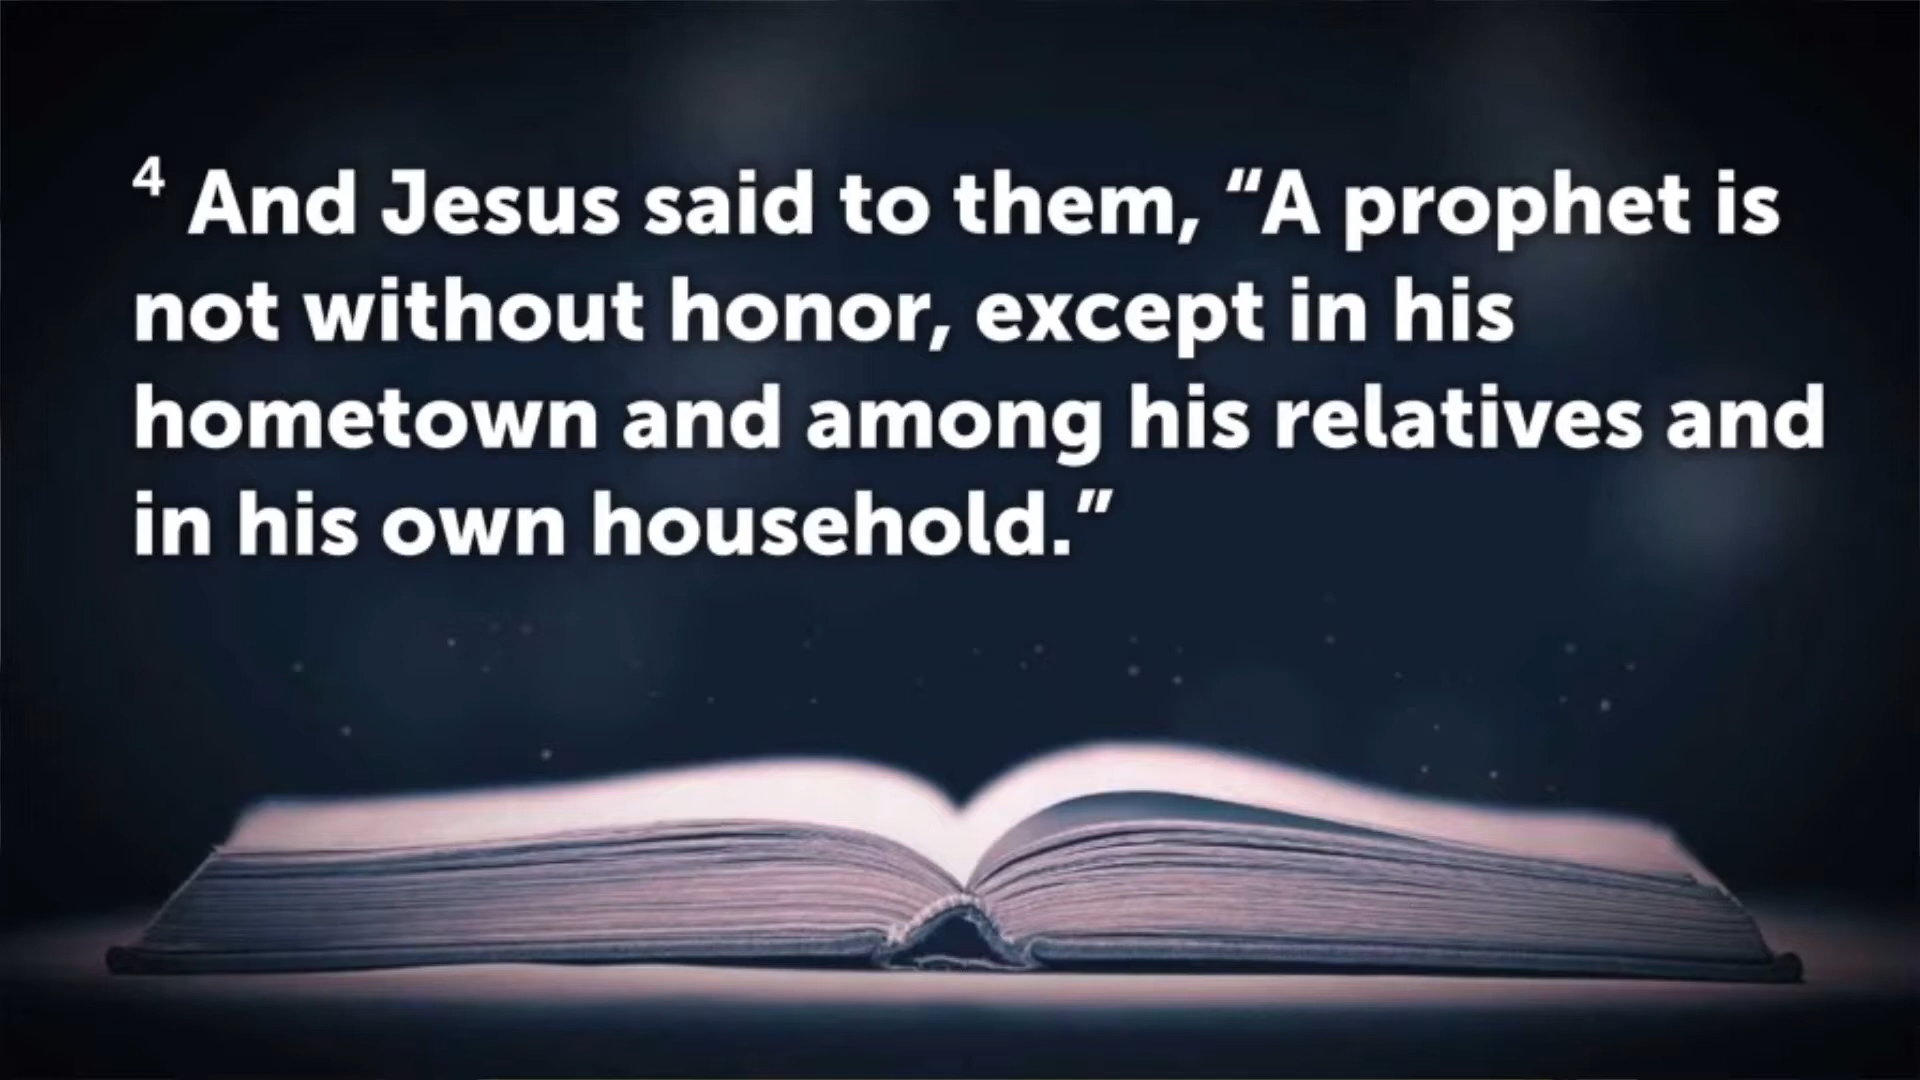 4 And Jesus said to them, “A prophet is
not without honor, except in his
hometown and among his relatives and
in his own household.”